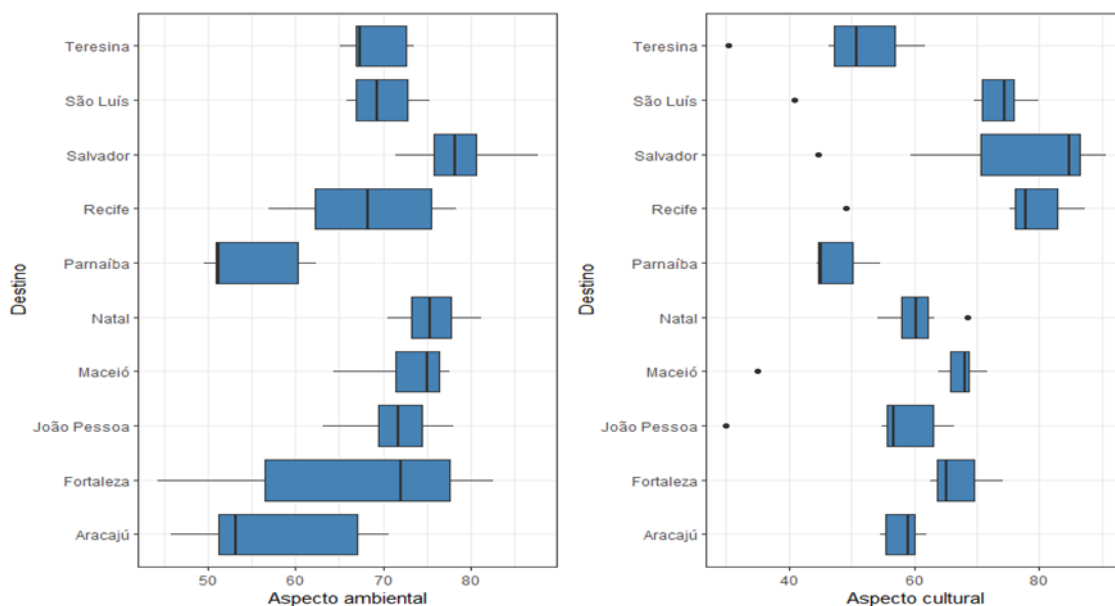 Destino
Teresina
São Luís
Salvador
Recife
Parnaíba
Natal
Maceió
João Pessoa
Fortaleza
Aracajú
50 60 70 80
Aspecto ambiental
Destino
Teresina
São Luís
Salvador
Recife
Parnaíba
Natal
Maceió
João Pessoa
Fortaleza
Aracajú
40 60 80
Aspecto cultural